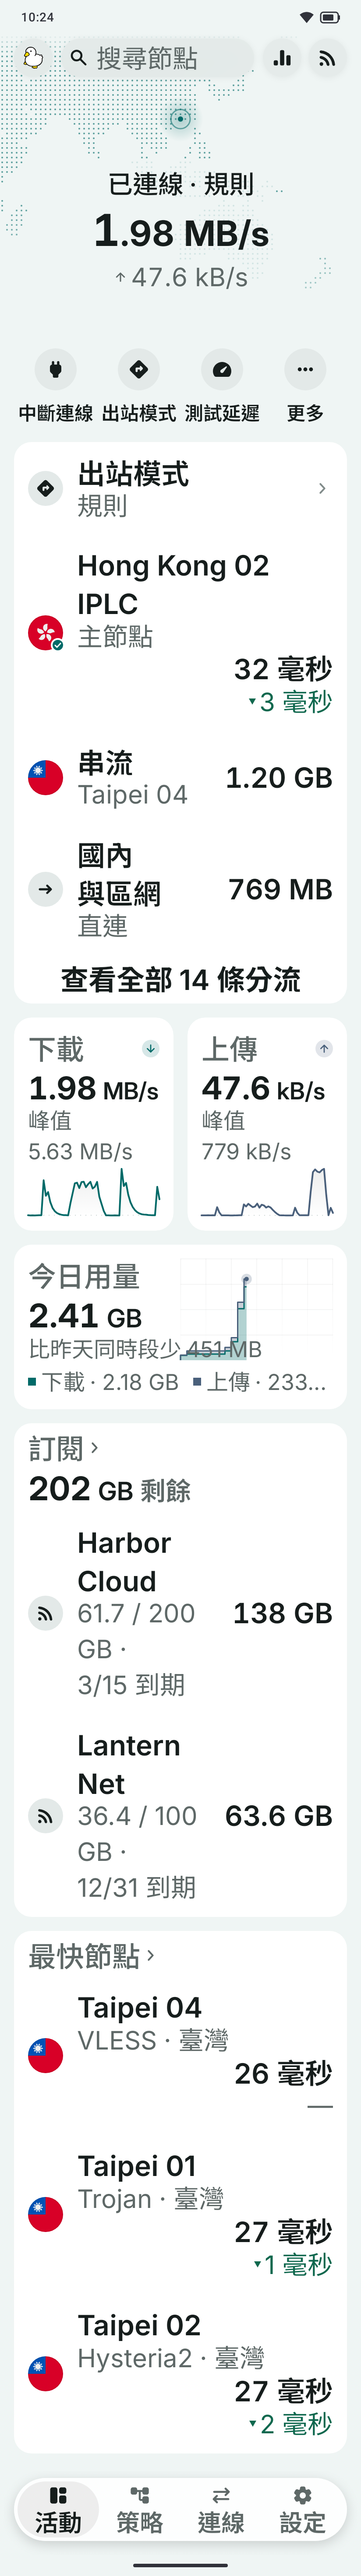 10:24
搜尋節點
已連線 · 規則
1.98 MB/s
↑ 47.6 kB/s
中斷連線 出站模式 測試延遲 更多
出站模式
規則
Hong Kong 02
IPLC
主節點
32 毫秒
▼3 毫秒
串流
Taipei 04
1.20 GB
國內
與區網
直連
769 MB
查看全部 14 條分流
下載
1.98 MB/s
峰值
5.63 MB/s
上傳
47.6 kB/s
峰值
779 kB/s
今日用量
2.41 GB
比昨天同時段少 451 MB
下載 · 2.18 GB 上傳 · 233...
訂閱
202 GB 剩餘
Harbor
Cloud
61.7 / 200
GB ·
3/15 到期
138 GB
Lantern
Net
36.4 / 100
GB ·
12/31 到期
63.6 GB
最快節點
Taipei 04
VLESS · 臺灣
26 毫秒
—
Taipei 01
Trojan · 臺灣
27 毫秒
▼1 毫秒
Taipei 02
Hysteria2 · 臺灣
27 毫秒
▼2 毫秒
活動 策略 連線 設定